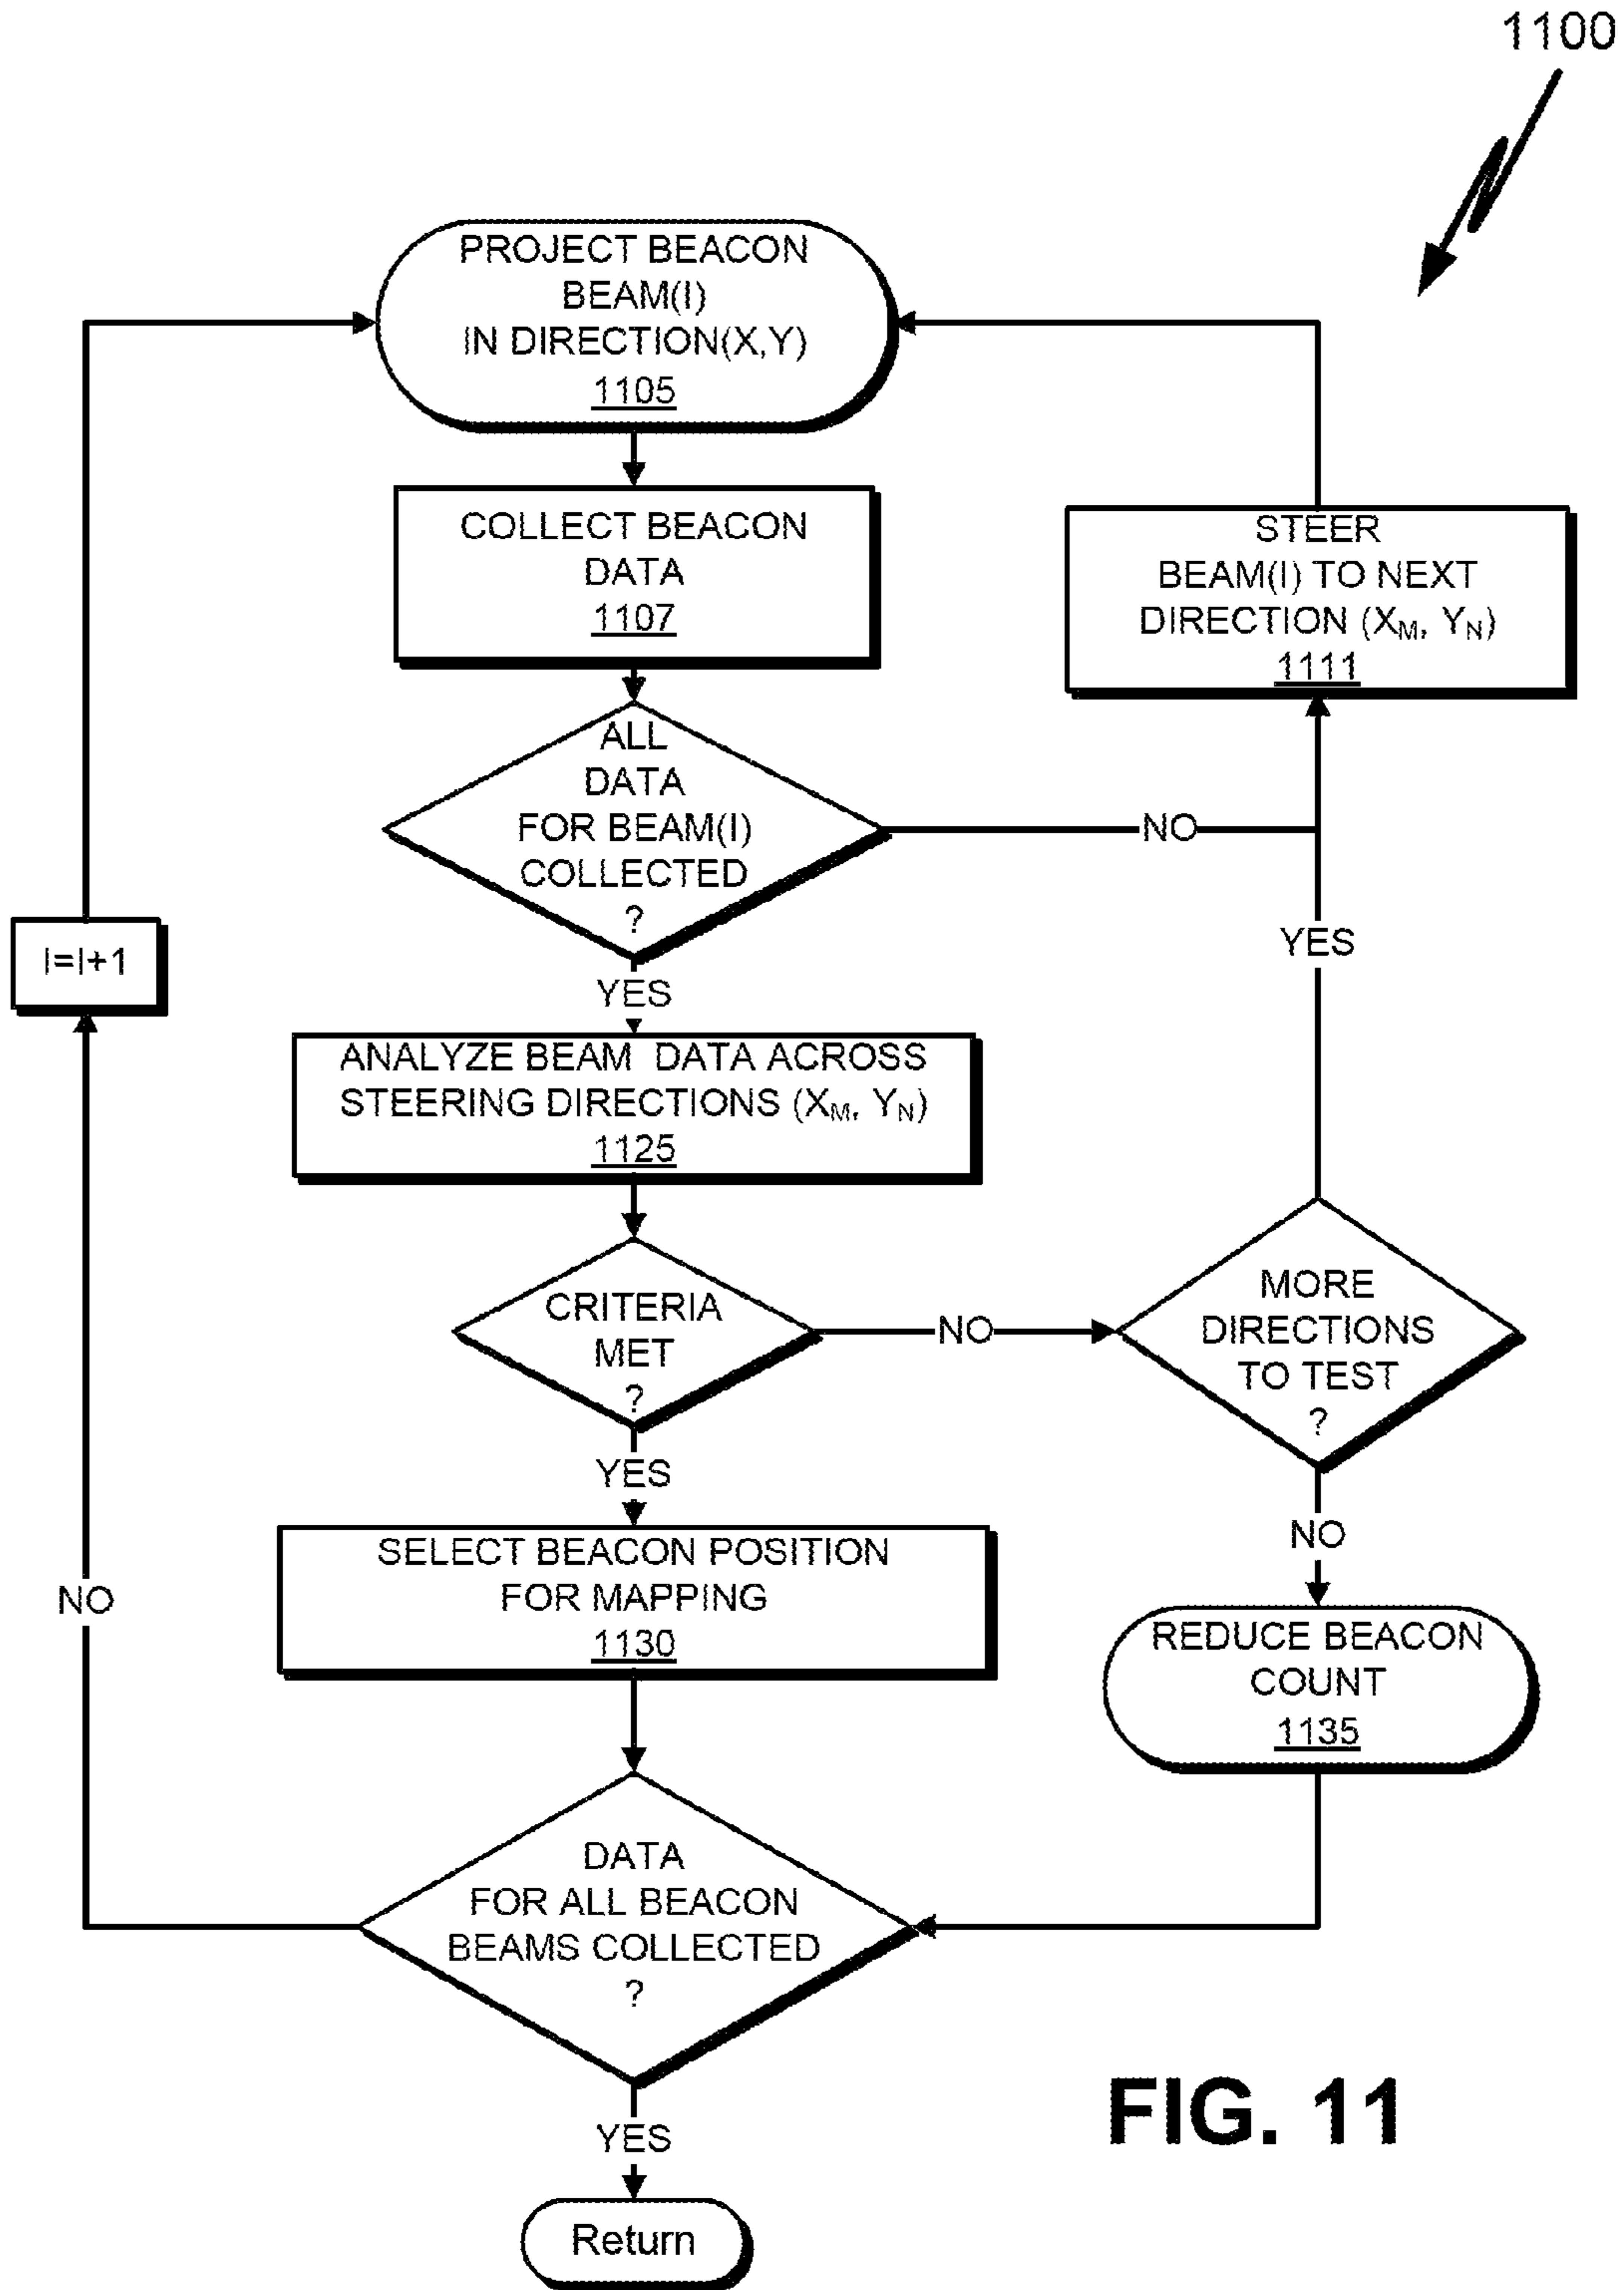 1100
PROJECT BEACON
BEAM(I)
IN DIRECTION(X,Y)
1105
COLLECT BEACON
DATA
1107
STEER
BEAM(I) TO NEXT
DIRECTION (XM, YN)
1111
ALL
DATA
FOR BEAM(I)
COLLECTED
?
NO
YES
I=I+1
YES
ANALYZE BEAM DATA ACROSS
STEERING DIRECTIONS (XM, YN)
1125
CRITERIA
MET
?
NO
MORE
DIRECTIONS
TO TEST
?
YES
NO
SELECT BEACON POSITION
FOR MAPPING
1130
NO
REDUCE BEACON
COUNT
1135
DATA
FOR ALL BEACON
BEAMS COLLECTED
?
YES
Return
FIG. 11